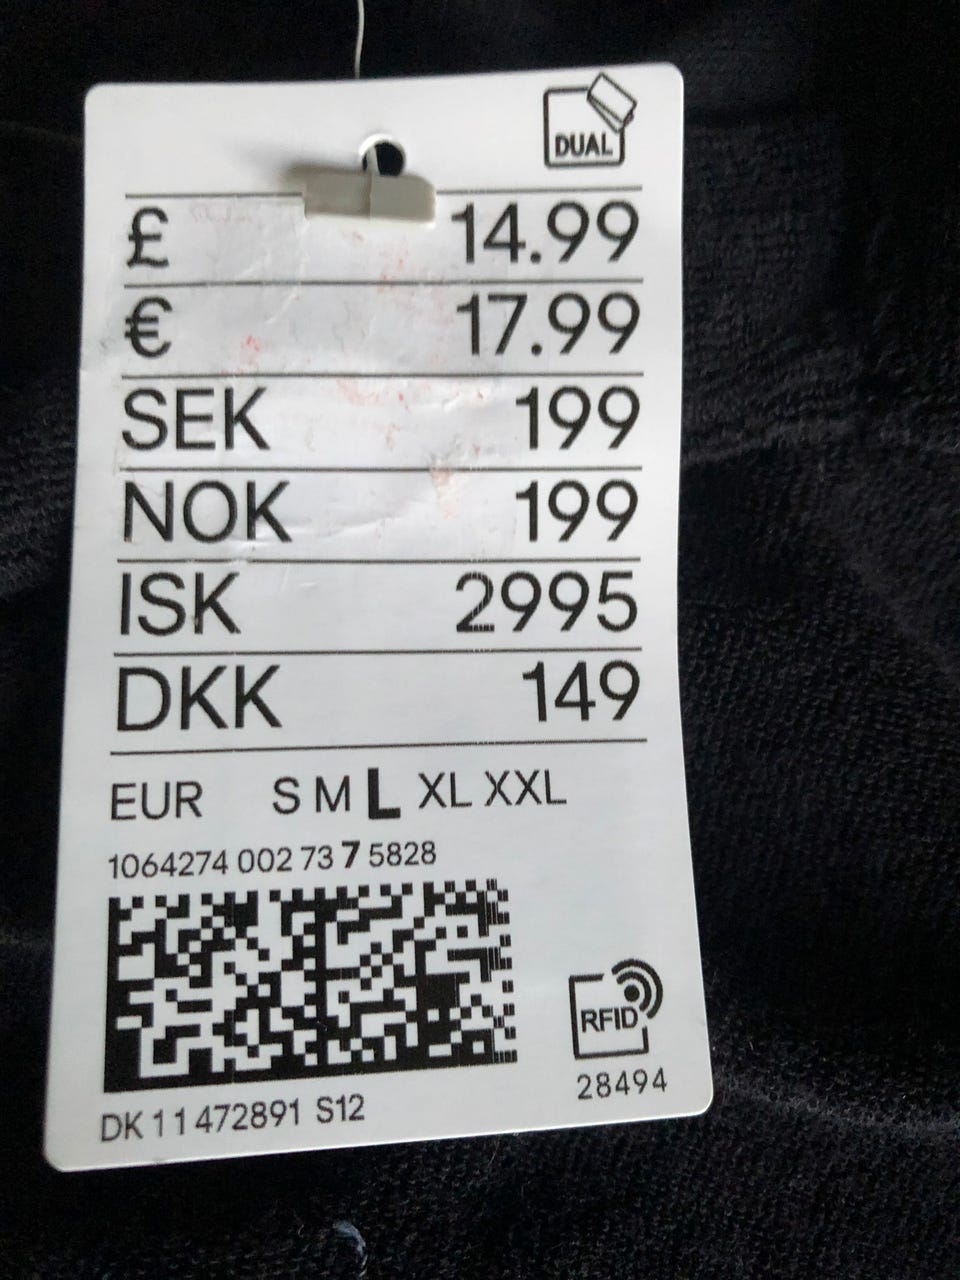 DUAL
£ 14.99
€ 17.99
SEK 199
NOK 199
ISK 2995
DKK 149
EUR S M L XL XXL
1064274 002 73 7 5828
RFID
28494
DK 11 472891 S12